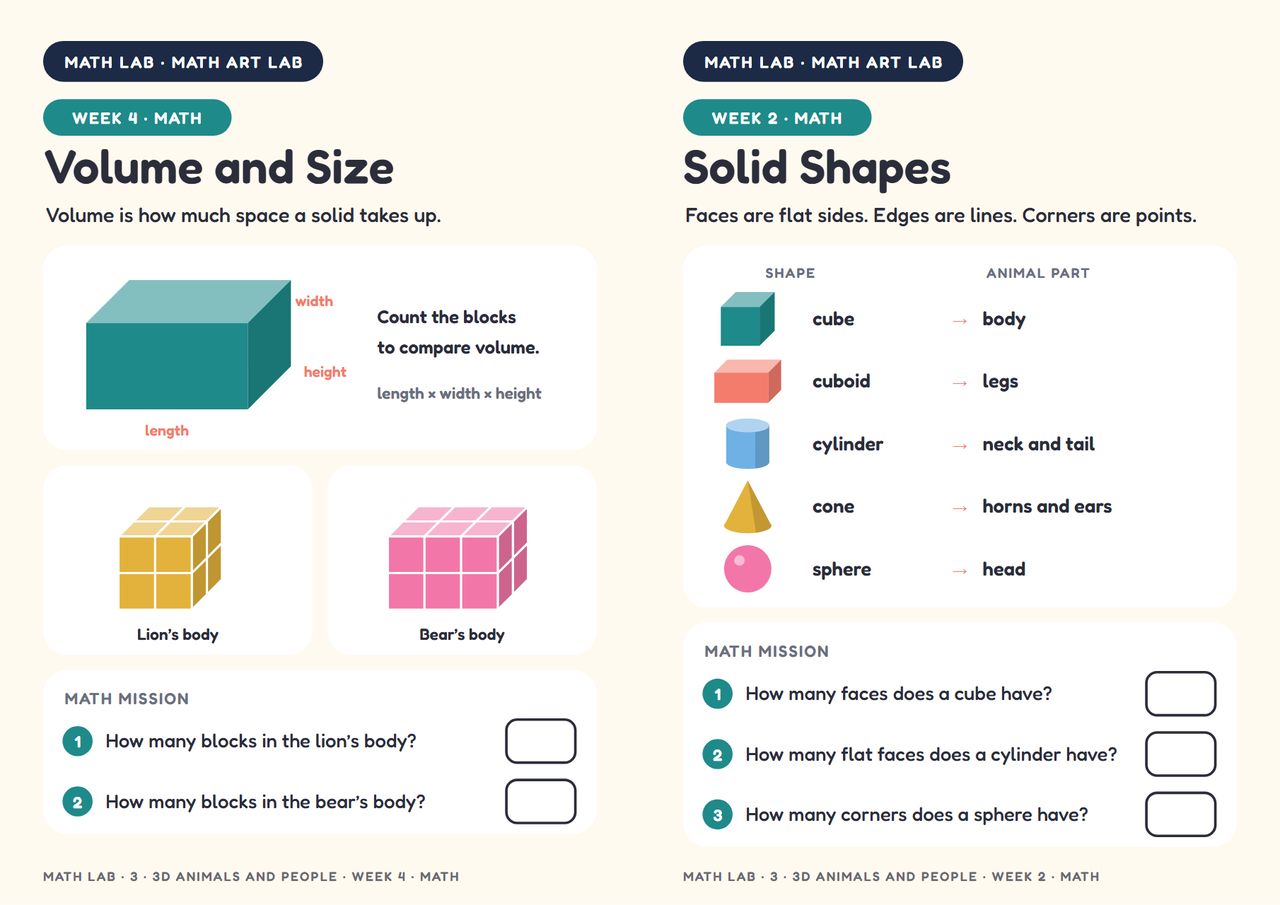 MATH LAB · MATH ART LAB
WEEK 4 · MATH
Volume and Size
Volume is how much space a solid takes up.
width
height
length
Count the blocks
to compare volume.
length × width × height
Lion’s body
Bear’s body
MATH MISSION
1 How many blocks in the lion’s body?
2 How many blocks in the bear’s body?
MATH LAB · 3 · 3D ANIMALS AND PEOPLE · WEEK 4 · MATH
MATH LAB · MATH ART LAB
WEEK 2 · MATH
Solid Shapes
Faces are flat sides. Edges are lines. Corners are points.
SHAPE ANIMAL PART
cube → body
cuboid → legs
cylinder → neck and tail
cone → horns and ears
sphere → head
MATH MISSION
1 How many faces does a cube have?
2 How many flat faces does a cylinder have?
3 How many corners does a sphere have?
MATH LAB · 3 · 3D ANIMALS AND PEOPLE · WEEK 2 · MATH